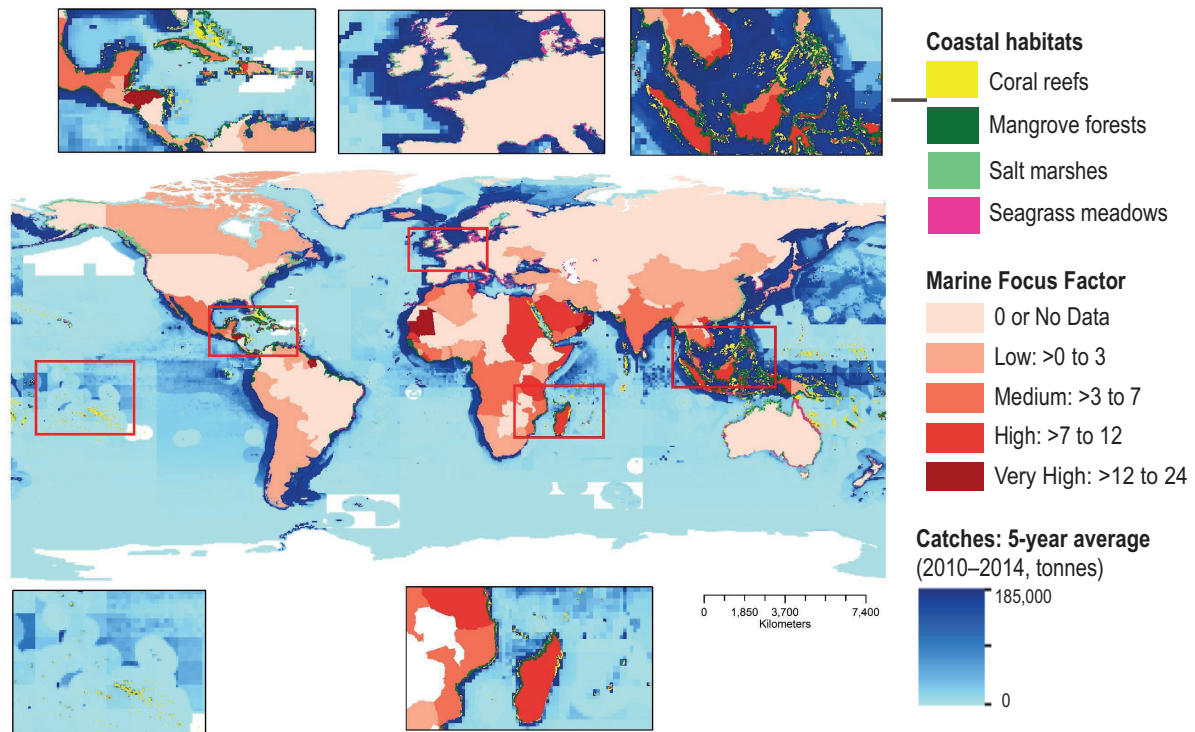 Coastal habitats
Coral reefs
Mangrove forests
Salt marshes
Seagrass meadows
Marine Focus Factor
0 or No Data
Low: >0 to 3
Medium: >3 to 7
High: >7 to 12
Very High: >12 to 24
Catches: 5-year average
(2010–2014, tonnes)
185,000
0
0 1,850 3,700 7,400
Kilometers